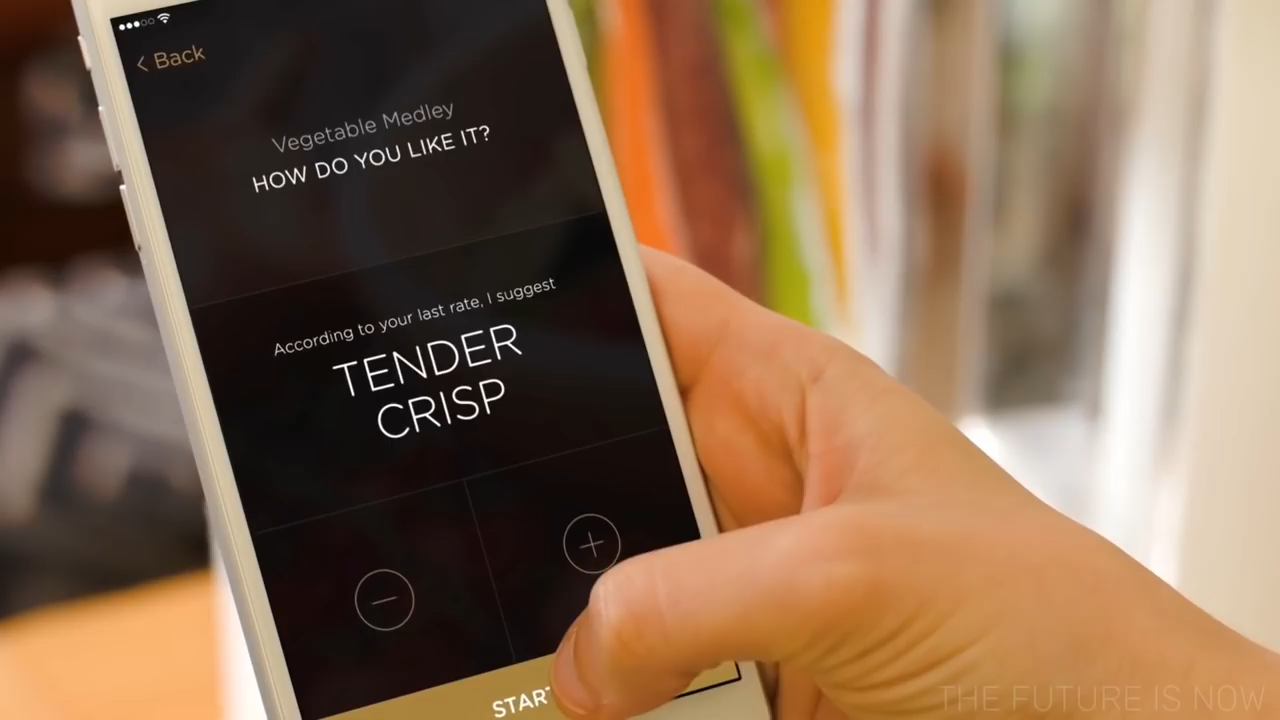 < Back
Vegetable Medley
HOW DO YOU LIKE IT?
According to your last rate, I suggest
TENDER
CRISP
START
THE FUTURE IS NOW